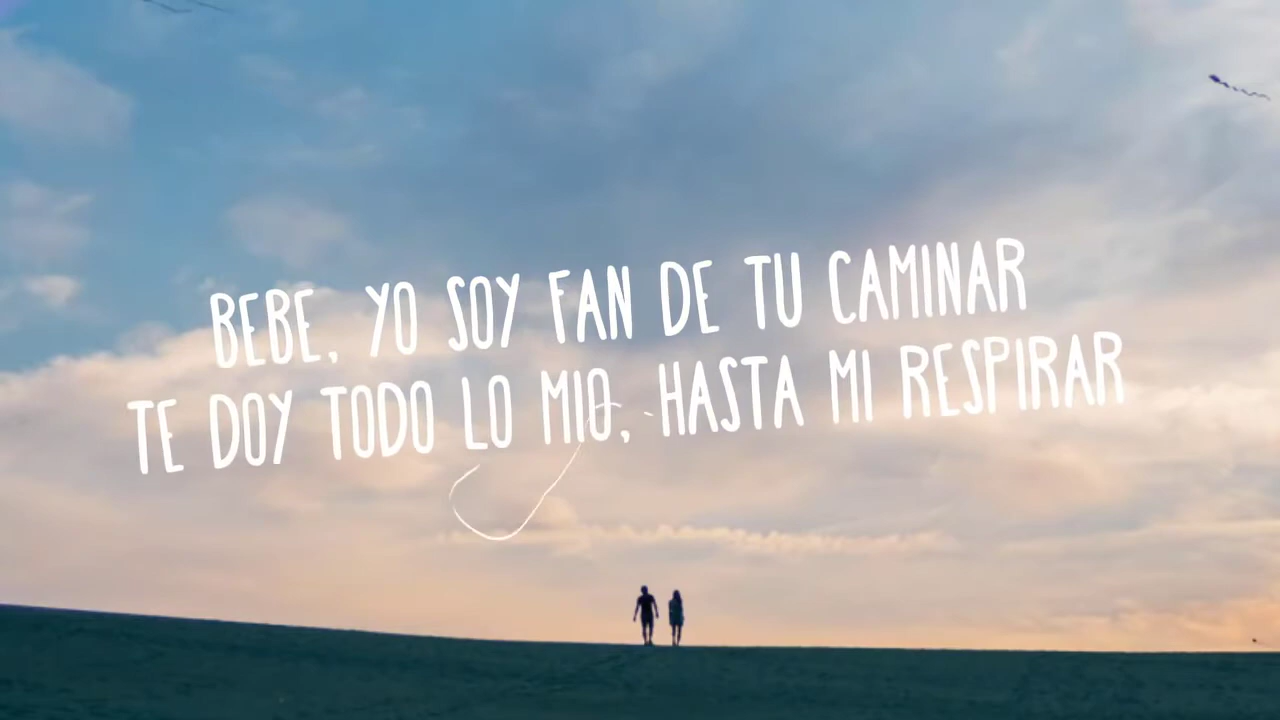 BEBE, YO SOY FAN DE TU CAMINAR
TE DOY TODO LO MIO, HASTA MI RESPIRAR